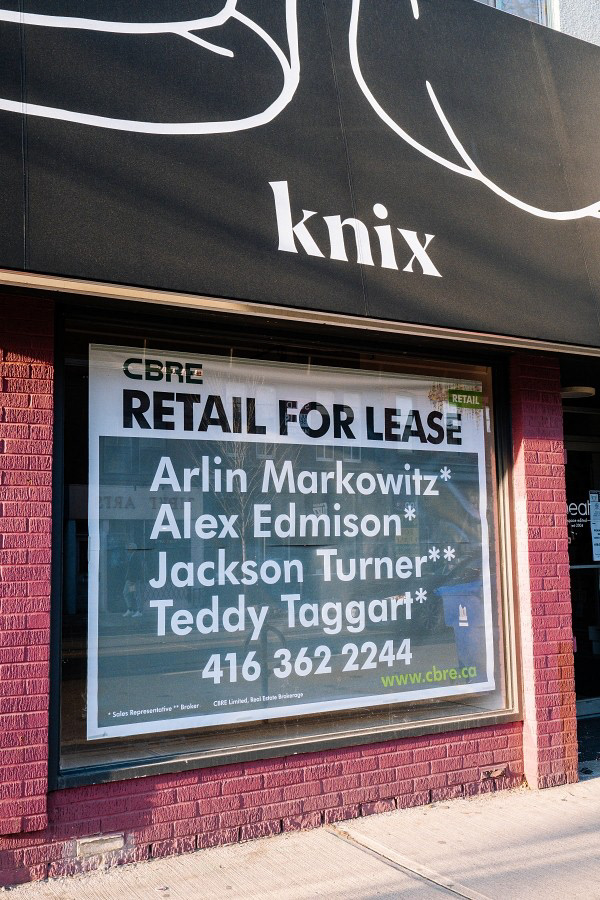 knix
CBRE
RETAIL
RETAIL FOR LEASE
Arlin Markowitz*
Alex Edmison*
Jackson Turner**
Teddy Taggart*
416 362 2244
www.cbre.ca
* Sales Representative ** Broker CBRE Limited, Real Estate Brokerage